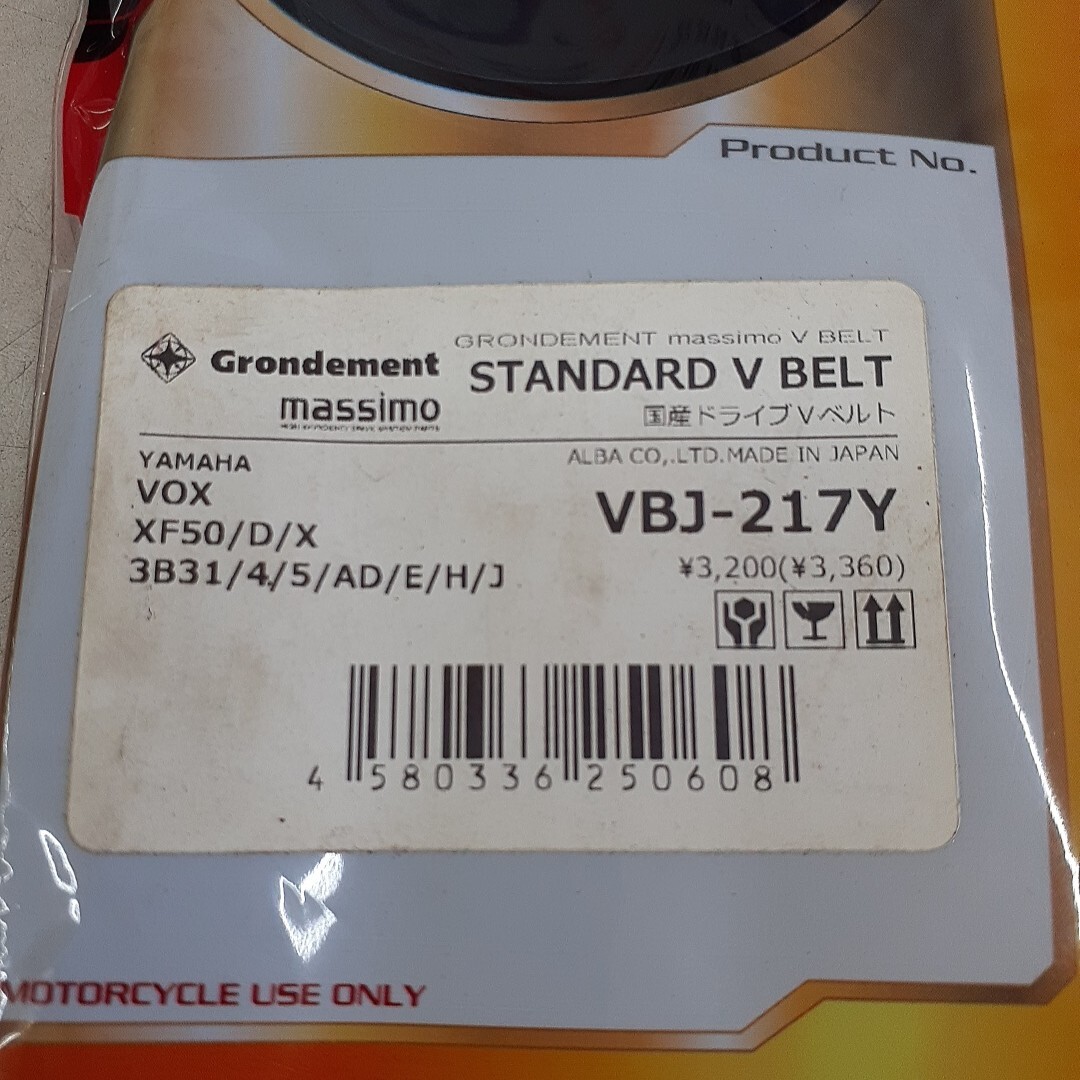 Product No.
Grondement
massimo
GRONDEMENT massimo V BELT
STANDARD V BELT
国産ドライブVベルト
YAMAHA
VOX
XF50/D/X
3B31/4/5/AD/E/H/J
ALBA CO,.LTD.MADE IN JAPAN
VBJ-217Y
¥3,200(¥3,360)
4 580336 250608
MOTORCYCLE USE ONLY